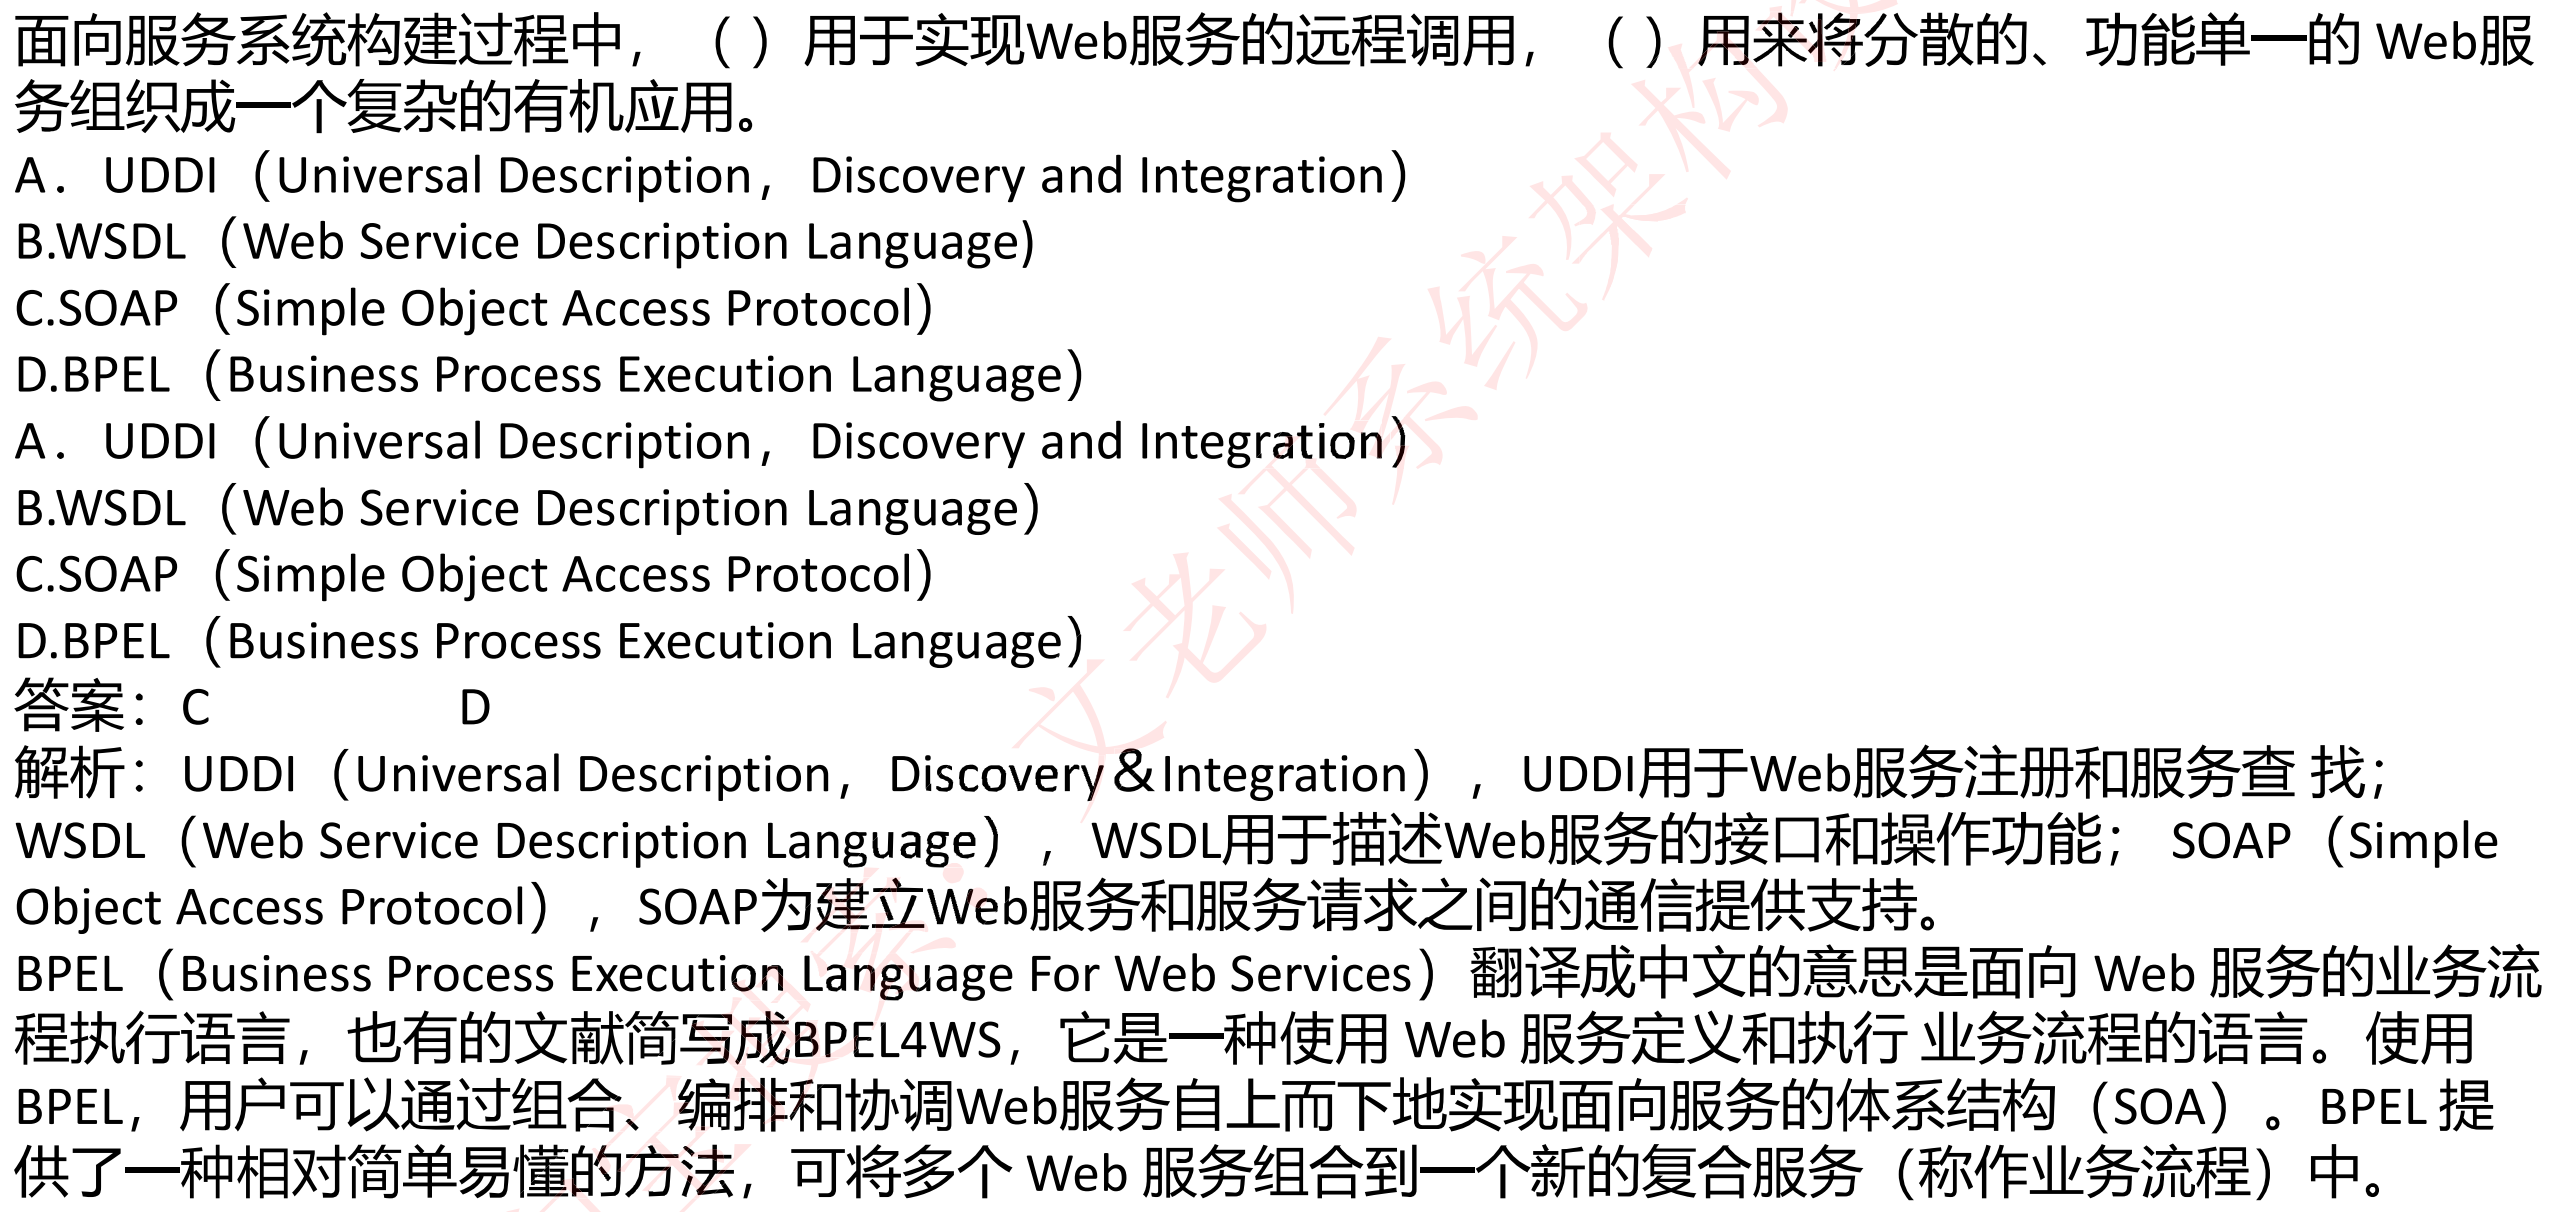 面向服务系统构建过程中，（ ）用于实现Web服务的远程调用，（ ）用来将分散的、功能单一的 Web服
务组织成一个复杂的有机应用。
A．UDDI（Universal Description，Discovery and Integration）
B.WSDL（Web Service Description Language)
C.SOAP（Simple Object Access Protocol）
D.BPEL（Business Process Execution Language）
A．UDDI（Universal Description，Discovery and Integration）
B.WSDL（Web Service Description Language）
C.SOAP（Simple Object Access Protocol）
D.BPEL（Business Process Execution Language）
答案：C D
解析：UDDI（Universal Description，Discovery＆Integration），UDDI用于Web服务注册和服务查 找；
WSDL（Web Service Description Language），WSDL用于描述Web服务的接口和操作功能； SOAP（Simple
Object Access Protocol），SOAP为建立Web服务和服务请求之间的通信提供支持。
BPEL（Business Process Execution Language For Web Services）翻译成中文的意思是面向 Web 服务的业务流
程执行语言，也有的文献简写成BPEL4WS，它是一种使用 Web 服务定义和执行 业务流程的语言。使用
BPEL，用户可以通过组合、编排和协调Web服务自上而下地实现面向服务的体系结构（SOA）。BPEL 提
供了一种相对简单易懂的方法，可将多个 Web 服务组合到一个新的复合服务（称作业务流程）中。
宝搜索：文老师系统架构